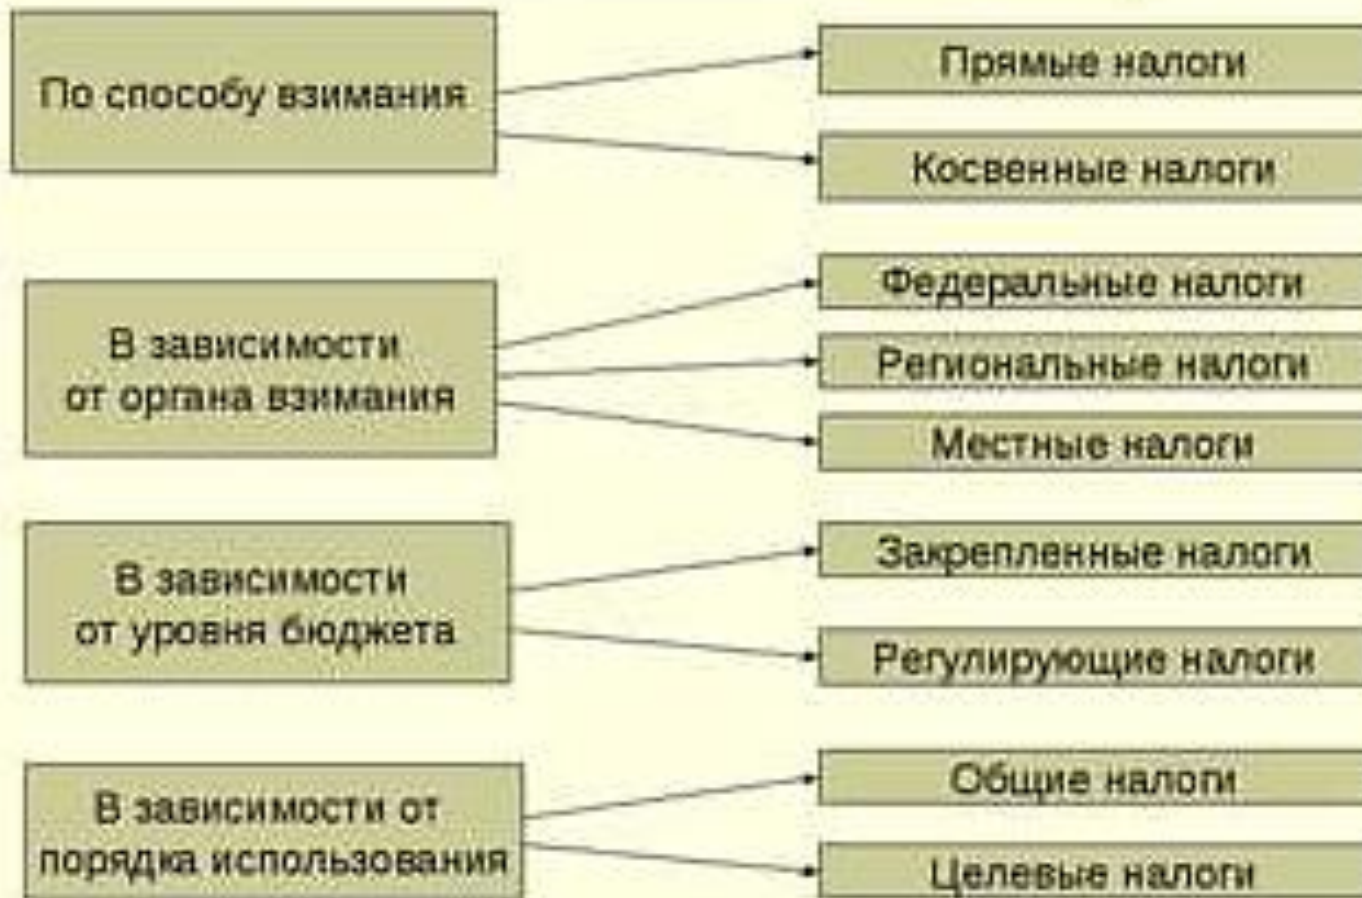 По способу взимания
Прямые налоги
Косвенные налоги
В зависимости
от органа взимания
Федеральные налоги
Региональные налоги
Местные налоги
В зависимости
от уровня бюджета
Закрепленные налоги
Регулирующие налоги
В зависимости от
порядка использования
Общие налоги
Целевые налоги